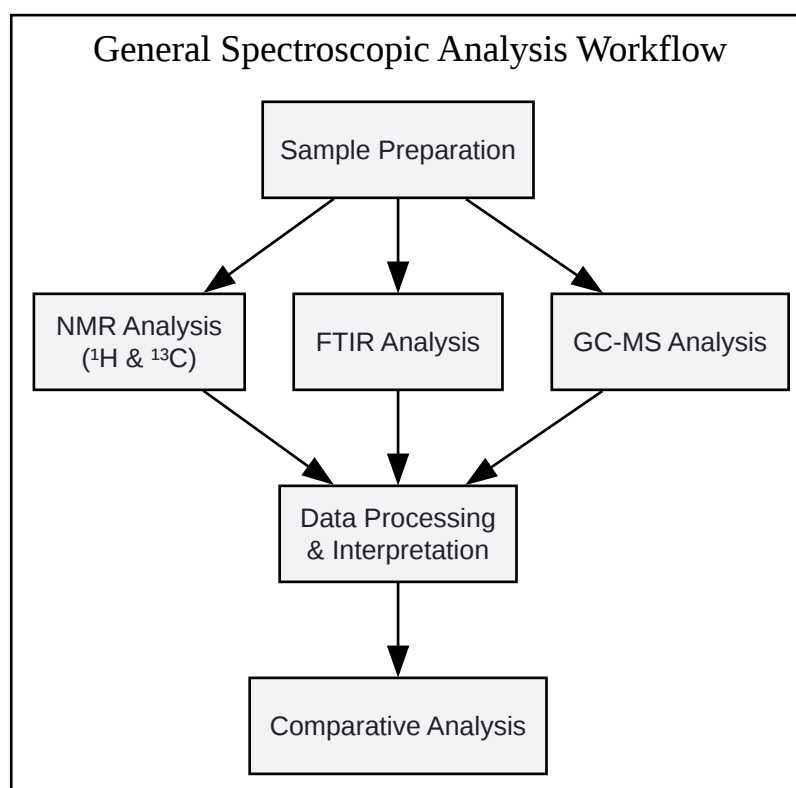 General Spectroscopic Analysis Workflow
Sample Preparation
NMR Analysis
(¹H & ¹³C)
FTIR Analysis
GC-MS Analysis
Data Processing
& Interpretation
Comparative Analysis